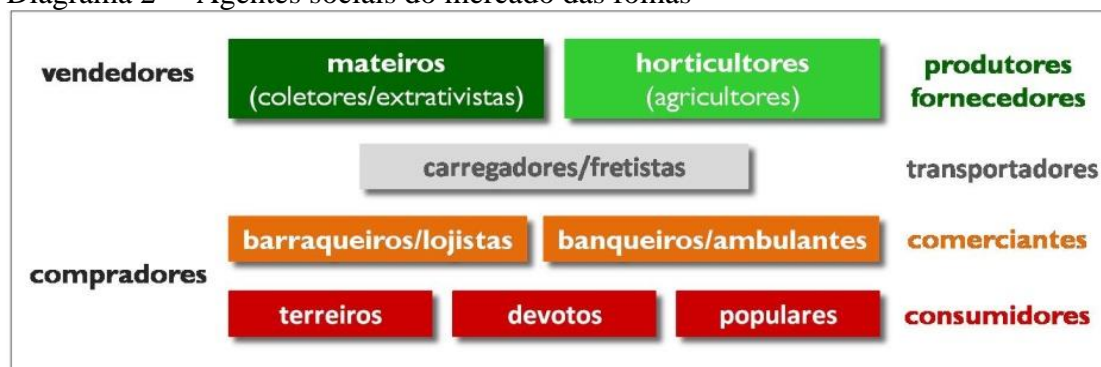 Diagrama 2 – Agentes sociais do mercado das folhas
vendedores
mateiros
(coletores/extrativistas)
horticultores
(agricultores)
produtores
fornecedores
carregadores/fretistas
transportadores
compradores
barraqueiros/lojistas
banqueiros/ambulantes
comerciantes
terreiros
devotos
populares
consumidores